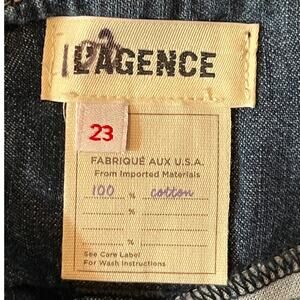 L'AGENCE
23
FABRIQUÉ AUX U.S.A.
From Imported Materials
100 % cotton
%
%
See Care Label
For Wash Instructions